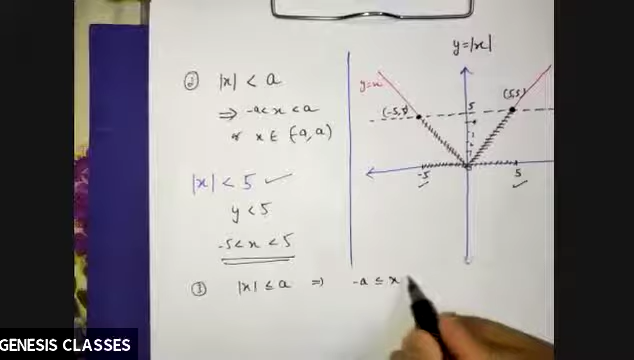 ② |x| < a
⇒ -a < x < a
or x ∈ (-a, a)
|x| < 5 ✓
y < 5
-5 < x < 5
③ |x| ≤ a ⇒ -a ≤ x
y = |x|
(-5,5)
5
(5,5)
-5
5
GENESIS CLASSES